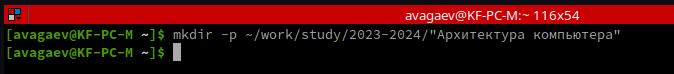 avagaev@KF-PC-M:~ 116x54
[avagaev@KF-PC-M ~]$ mkdir -p ~/work/study/2023-2024/"Архитектура компьютера"
[avagaev@KF-PC-M ~]$